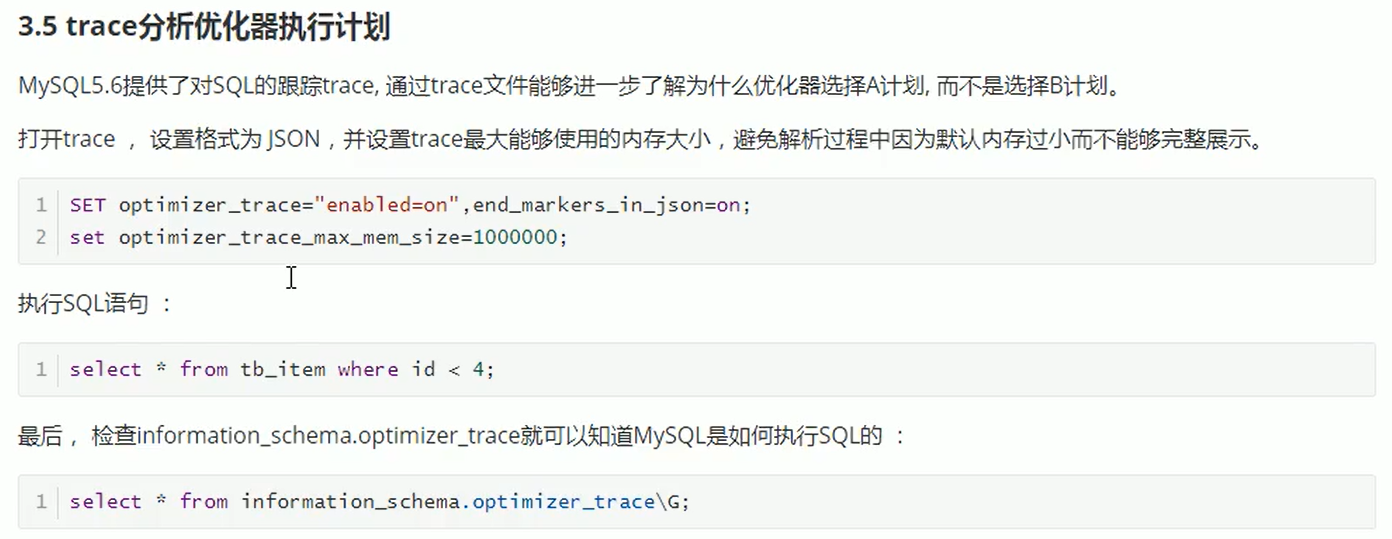 3.5 trace分析优化器执行计划
MySQL5.6提供了对SQL的跟踪trace, 通过trace文件能够进一步了解为什么优化器选择A计划, 而不是选择B计划。
打开trace ， 设置格式为 JSON，并设置trace最大能够使用的内存大小，避免解析过程中因为默认内存过小而不能够完整展示。
1 SET optimizer_trace="enabled=on",end_markers_in_json=on;
2 set optimizer_trace_max_mem_size=1000000;
执行SQL语句 ：
1 select * from tb_item where id < 4;
最后， 检查information_schema.optimizer_trace就可以知道MySQL是如何执行SQL的 ：
1 select * from information_schema.optimizer_trace\G;